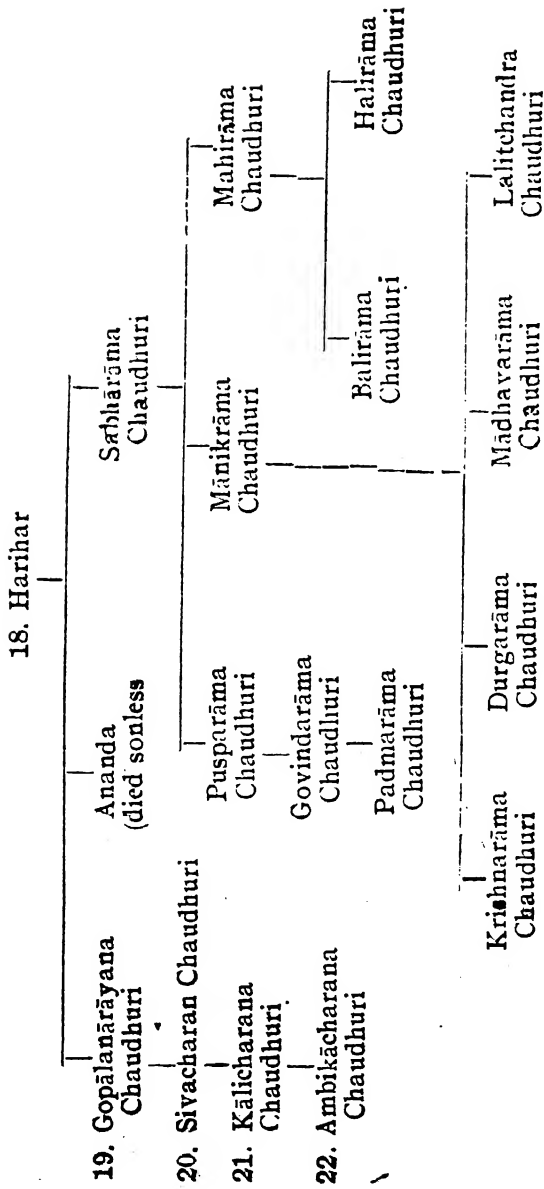 18. Harihar
19. Gopālanārāyana
Chaudhuri
Ananda
(died sonless
Sabhārāma
Chaudhuri
20. Sivacharan Chaudhuri
Pusparāma
Chaudhuri
Mānikrāma
Chaudhuri
Mahirāma
Chaudhuri
21. Kālicharana
Chaudhuri
Govindarāma
Chaudhuri
Balirāma
Chaudhuri
Halirāma
Chaudhuri
22. Ambikācharana
Chaudhuri
Padmarāma
Chaudhuri
Krishnarāma
Chaudhuri
Durgarāma
Chaudhuri
Mādhavarāma
Chaudhuri
Lalitchandra
Chaudhuri